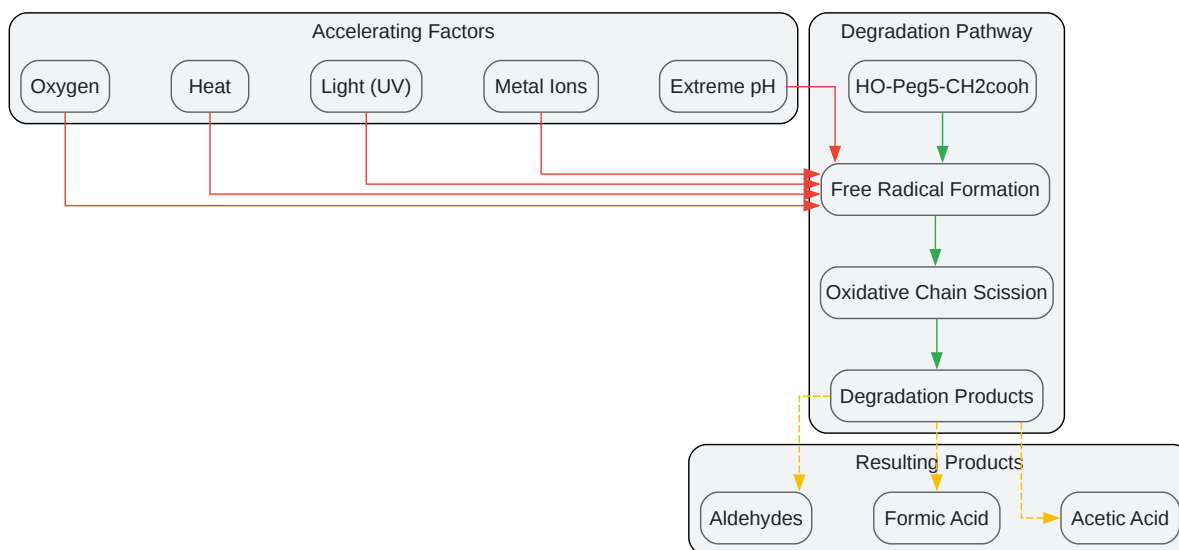 Accelerating Factors
Oxygen
Heat
Light (UV)
Metal Ions
Extreme pH
Degradation Pathway
HO-Peg5-CH2cooh
Free Radical Formation
Oxidative Chain Scission
Degradation Products
Resulting Products
Aldehydes
Formic Acid
Acetic Acid